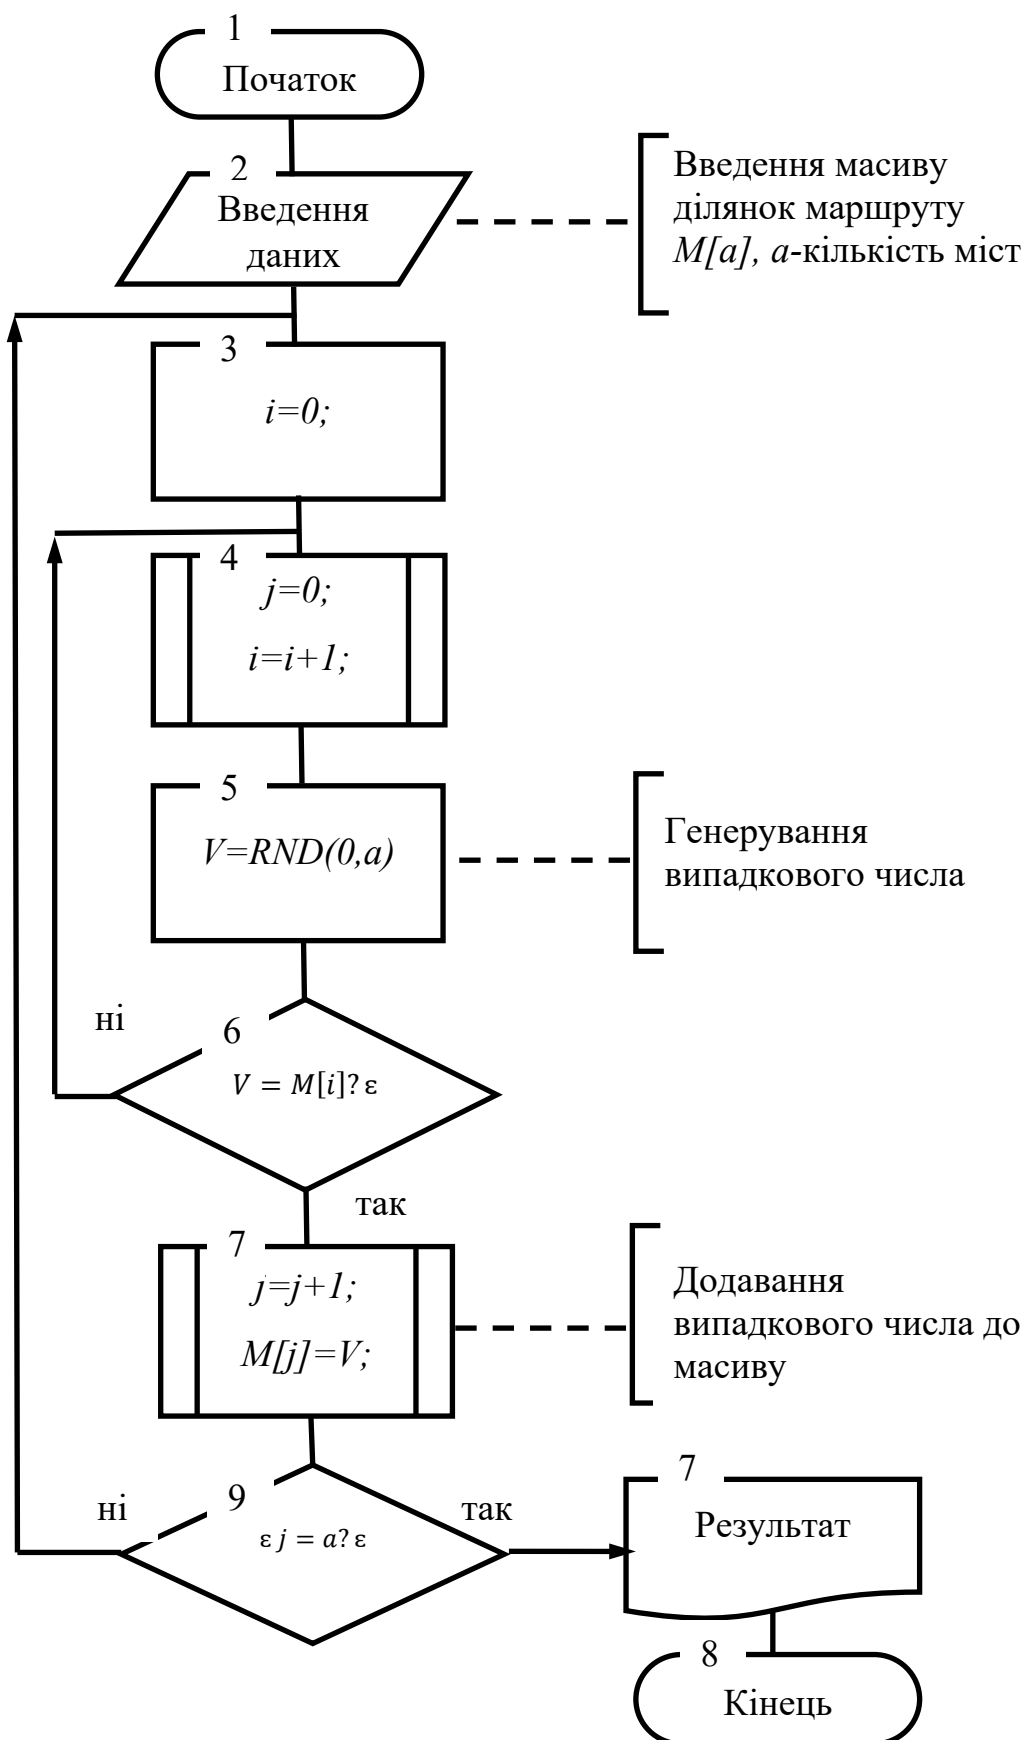 1
Початок
2
Введення
даних
Введення масиву
ділянок маршруту
M[a], a-кількість міст
3
i=0;
4
j=0;
i=i+1;
5
V=RND(0,a)
Генерування
випадкового числа
ні
6
V = M[i]? ε
так
7
j=j+1;
M[j]=V;
Додавання
випадкового числа до
масиву
ні
9
ε j = a? ε
так
7
Результат
8
Кінець